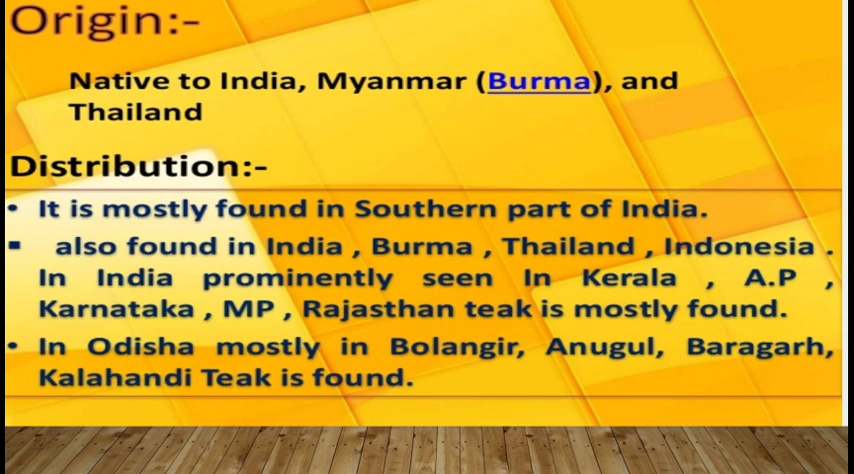 Origin:-
Native to India, Myanmar (Burma), and
Thailand
Distribution:-
• It is mostly found in Southern part of India.
▪ also found in India , Burma , Thailand , Indonesia .
In India prominently seen In Kerala , A.P ,
Karnataka , MP , Rajasthan teak is mostly found.
• In Odisha mostly in Bolangir, Anugul, Baragarh,
Kalahandi Teak is found.